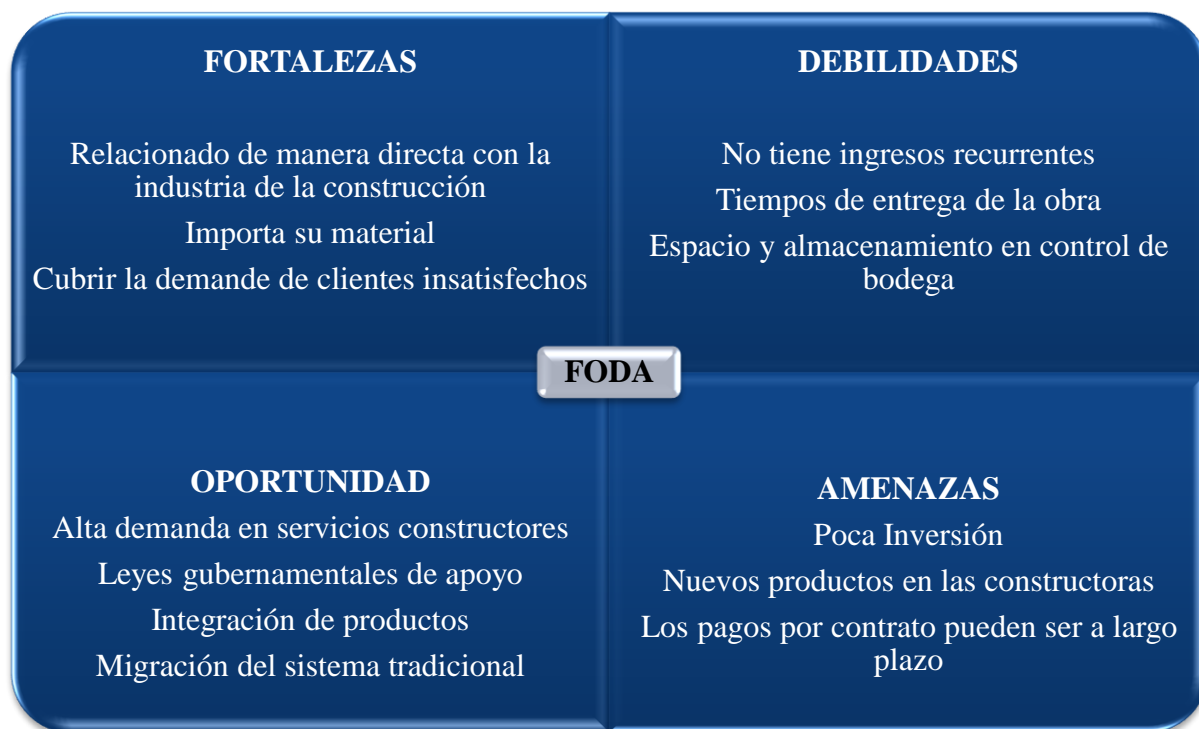 FORTALEZAS
Relacionado de manera directa con la
industria de la construcción
Importa su material
Cubrir la demande de clientes insatisfechos
DEBILIDADES
No tiene ingresos recurrentes
Tiempos de entrega de la obra
Espacio y almacenamiento en control de
bodega
FODA
OPORTUNIDAD
Alta demanda en servicios constructores
Leyes gubernamentales de apoyo
Integración de productos
Migración del sistema tradicional
AMENAZAS
Poca Inversión
Nuevos productos en las constructoras
Los pagos por contrato pueden ser a largo
plazo